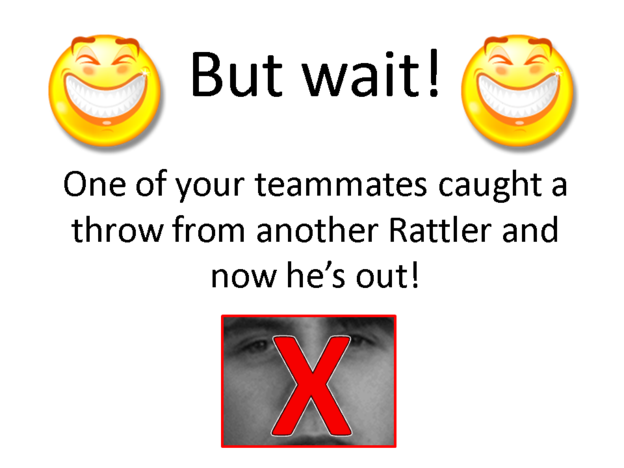 But wait!
One of your teammates caught a
throw from another Rattler and
now he's out!
X